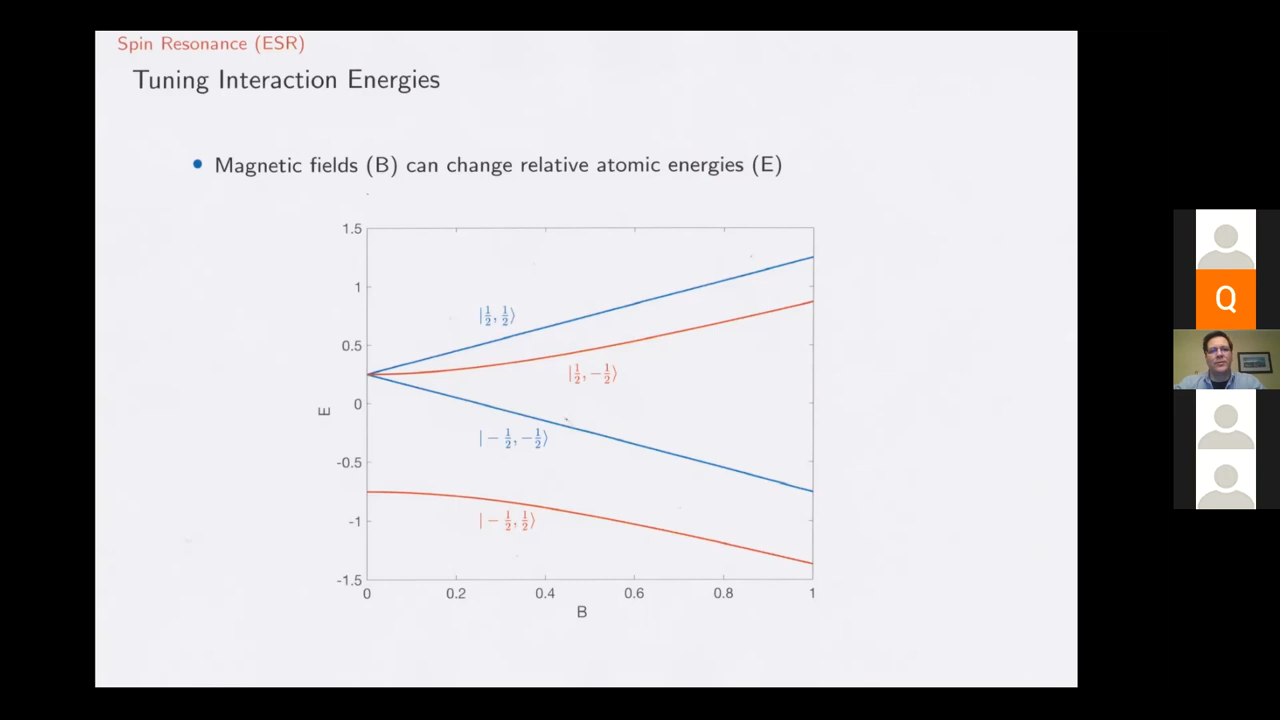 Spin Resonance (ESR)
Tuning Interaction Energies
• Magnetic fields (B) can change relative atomic energies (E)
1.5
1
0.5
0
-0.5
-1
-1.5
E
|½, ½⟩
|½, −½⟩
|−½, −½⟩
|−½, ½⟩
0 0.2 0.4 0.6 0.8 1
B
Q